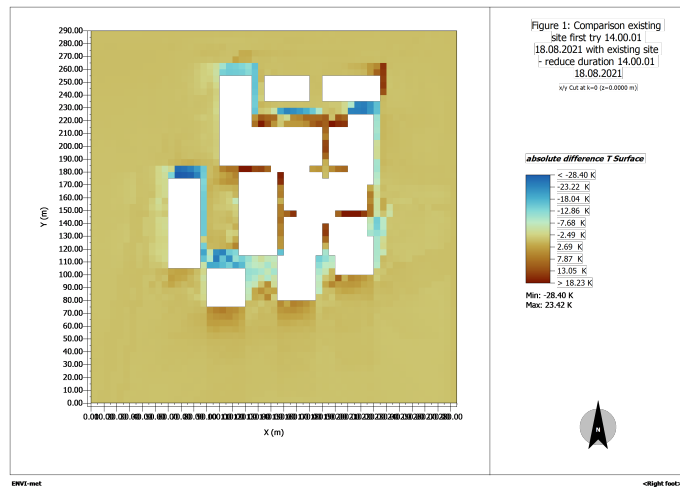 Figure 1: Comparison existing
site first try 14.00.01
18.08.2021 with existing site
- reduce duration 14.00.01
18.08.2021
x/y Cut at k=0 (z=0.0000 m)
absolute difference T Surface
< -28.40 K
-23.22 K
-18.04 K
-12.86 K
-7.68 K
-2.49 K
2.69 K
7.87 K
13.05 K
> 18.23 K
Min: -28.40 K
Max: 23.42 K
N
290.00
280.00
270.00
260.00
250.00
240.00
230.00
220.00
210.00
200.00
190.00
180.00
170.00
160.00
150.00
140.00
130.00
120.00
110.00
100.00
90.00
80.00
70.00
60.00
50.00
40.00
30.00
20.00
10.00
0.00
Y (m)
X (m)
ENVI-met
<Right foot>